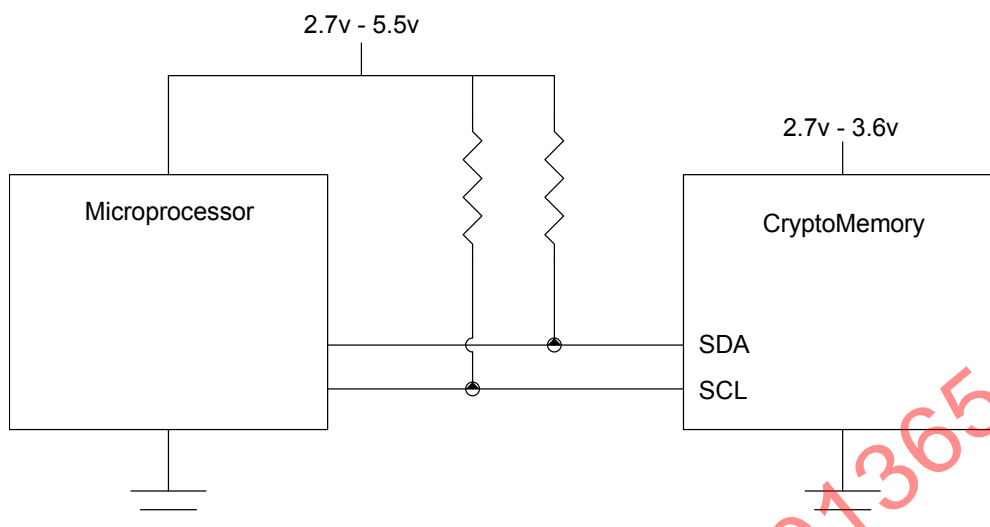 2.7v - 5.5v
2.7v - 3.6v
Microprocessor
CryptoMemory
SDA
SCL